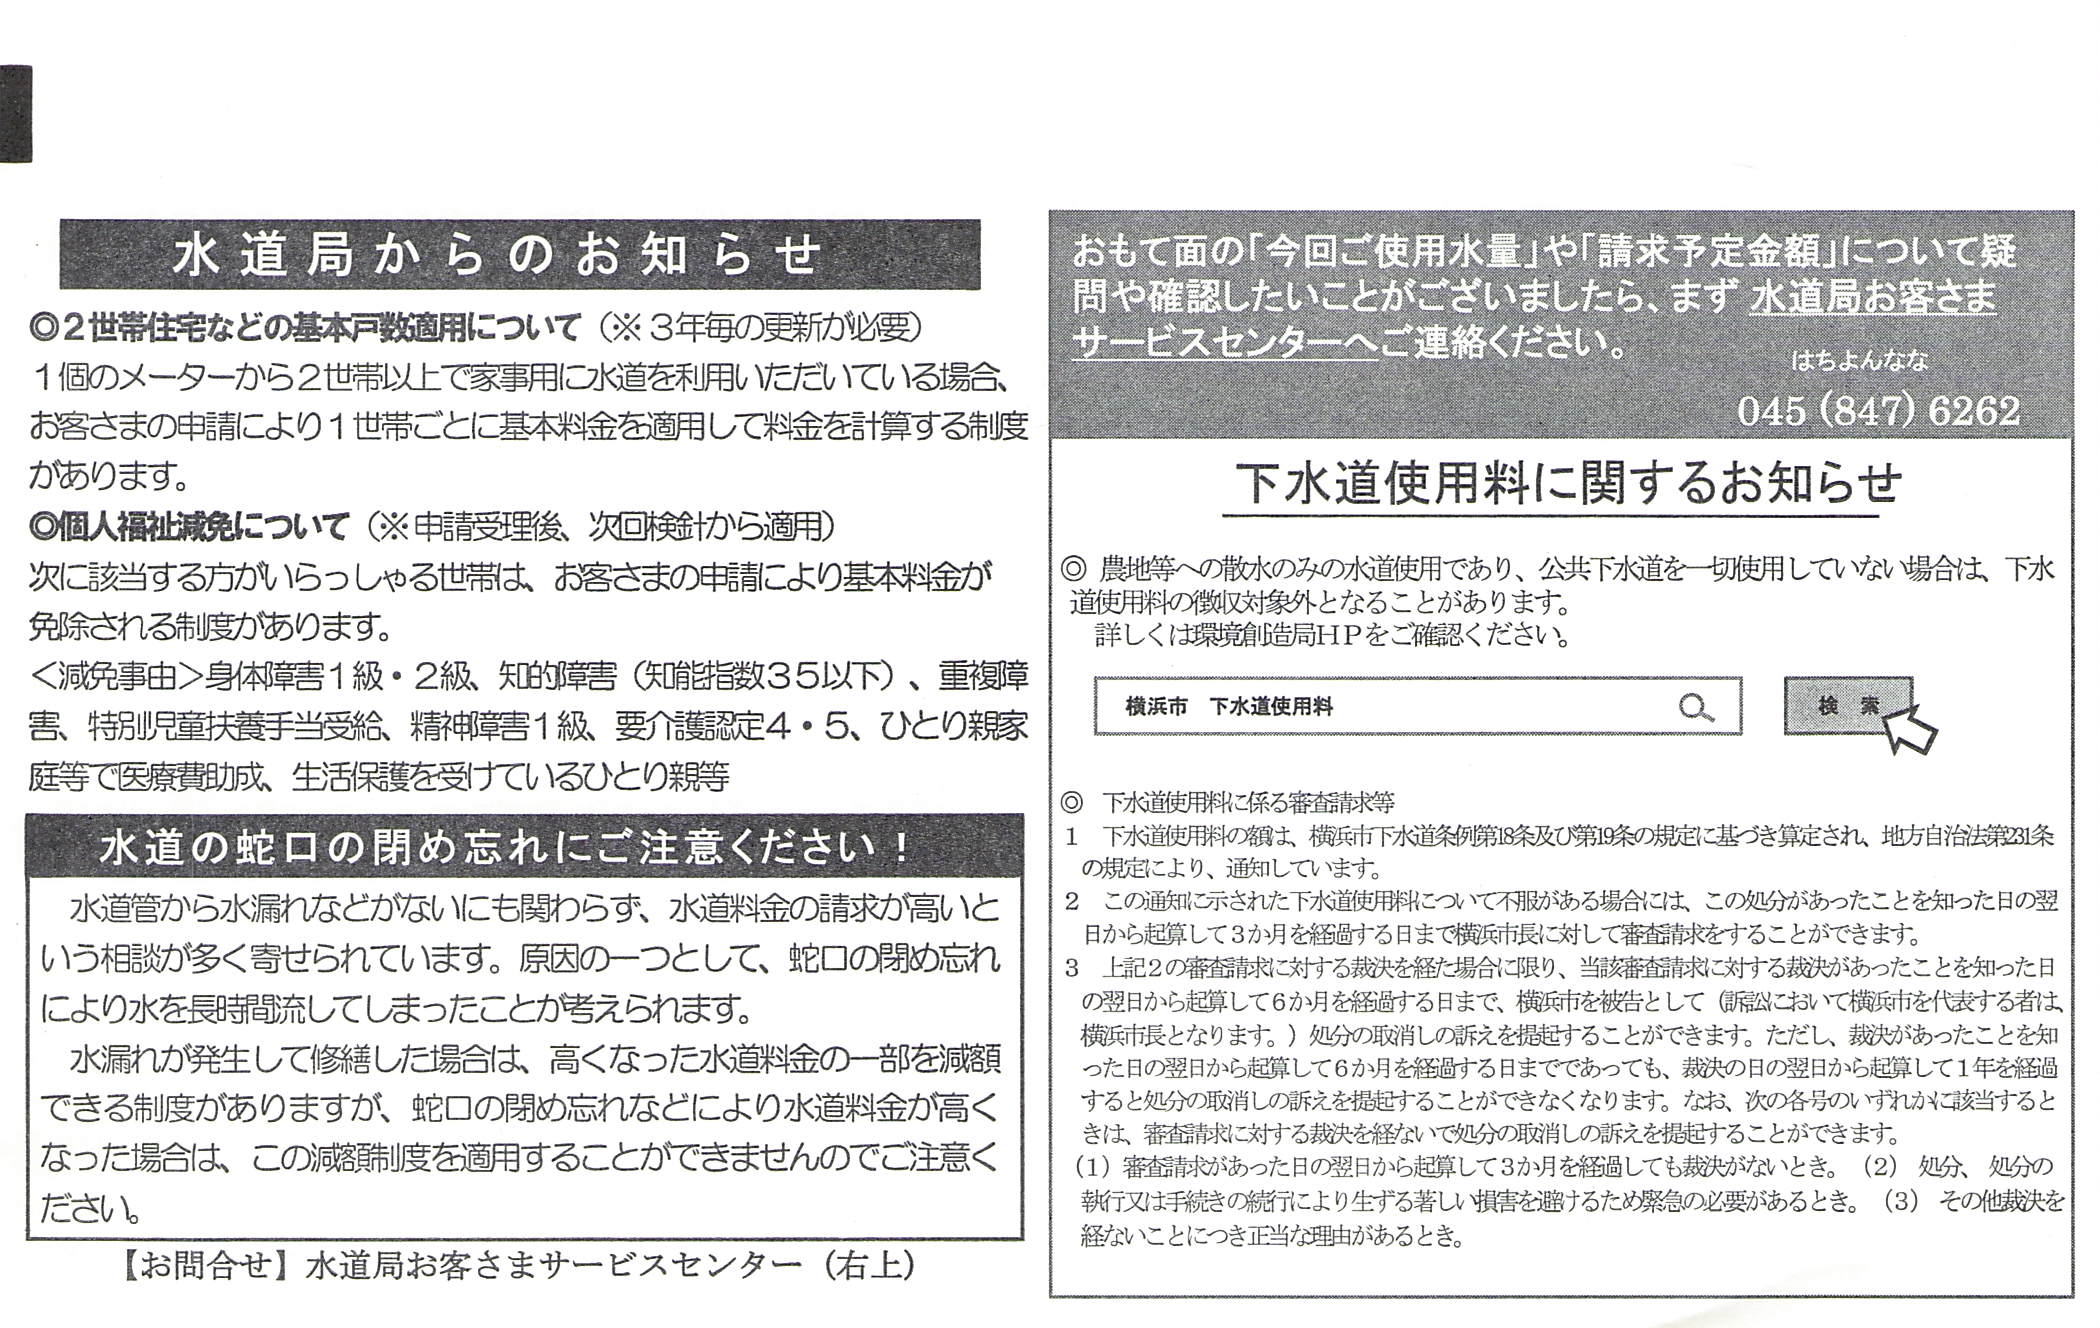 水道局からのお知らせ
◎２世帯住宅などの基本戸数適用について（※３年毎の更新が必要）
１個のメーターから２世帯以上で家事用に水道を利用いただいている場合、
お客さまの申請により１世帯ごとに基本料金を適用して料金を計算する制度
があります。
◎個人福祉減免について（※申請受理後、次回検針から適用）
次に該当する方がいらっしゃる世帯は、お客さまの申請により基本料金が
免除される制度があります。
＜減免事由＞身体障害１級・２級、知的障害（知能指数３５以下）、重複障
害、特別児童扶養手当受給、精神障害１級、要介護認定４・５、ひとり親家
庭等で医療費助成、生活保護を受けているひとり親等
水道の蛇口の閉め忘れにご注意ください！
水道管から水漏れなどがないにも関わらず、水道料金の請求が高いと
いう相談が多く寄せられています。原因の一つとして、蛇口の閉め忘れ
により水を長時間流してしまったことが考えられます。
水漏れが発生して修繕した場合は、高くなった水道料金の一部を減額
できる制度がありますが、蛇口の閉め忘れなどにより水道料金が高く
なった場合は、この減額制度を適用することができませんのでご注意く
ださい。
【お問合せ】水道局お客さまサービスセンター（右上）
おもて面の「今回ご使用水量」や「請求予定金額」について疑
問や確認したいことがございましたら、まず 水道局お客さま
サービスセンターへご連絡ください。
はちよんなな
045（847）6262
下水道使用料に関するお知らせ
◎ 農地等への散水のみの水道使用であり、公共下水道を一切使用していない場合は、下水
道使用料の徴収対象外となることがあります。
詳しくは環境創造局ＨＰをご確認ください。
横浜市　下水道使用料
検　索
◎　下水道使用料に係る審査請求等
１　下水道使用料の額は、横浜市下水道条例第18条及び第19条の規定に基づき算定され、地方自治法第231条
の規定により、通知しています。
２　この通知に示された下水道使用料について不服がある場合には、この処分があったことを知った日の翌
日から起算して３か月を経過する日まで横浜市長に対して審査請求をすることができます。
３　上記２の審査請求に対する裁決を経た場合に限り、当該審査請求に対する裁決があったことを知った日
の翌日から起算して６か月を経過する日まで、横浜市を被告として（訴訟において横浜市を代表する者は、
横浜市長となります。）処分の取消しの訴えを提起することができます。ただし、裁決があったことを知
った日の翌日から起算して６か月を経過する日までであっても、裁決の日の翌日から起算して１年を経過
すると処分の取消しの訴えを提起することができなくなります。なお、次の各号のいずれかに該当すると
きは、審査請求に対する裁決を経ないで処分の取消しの訴えを提起することができます。
（1）審査請求があった日の翌日から起算して３か月を経過しても裁決がないとき。（2） 処分、処分の
執行又は手続きの続行により生ずる著しい損害を避けるため緊急の必要があるとき。（3） その他裁決を
経ないことにつき正当な理由があるとき。